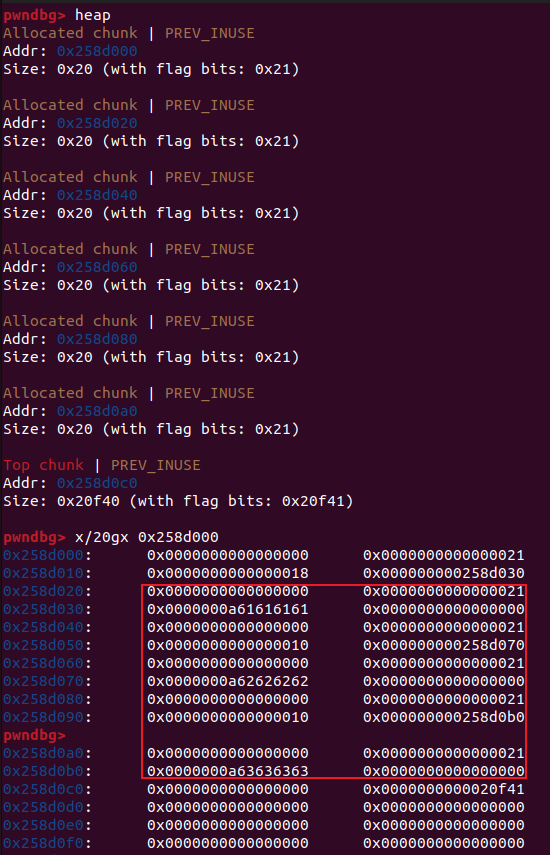 pwndbg> heap
Allocated chunk | PREV_INUSE
Addr: 0x258d000
Size: 0x20 (with flag bits: 0x21)
Allocated chunk | PREV_INUSE
Addr: 0x258d020
Size: 0x20 (with flag bits: 0x21)
Allocated chunk | PREV_INUSE
Addr: 0x258d040
Size: 0x20 (with flag bits: 0x21)
Allocated chunk | PREV_INUSE
Addr: 0x258d060
Size: 0x20 (with flag bits: 0x21)
Allocated chunk | PREV_INUSE
Addr: 0x258d080
Size: 0x20 (with flag bits: 0x21)
Allocated chunk | PREV_INUSE
Addr: 0x258d0a0
Size: 0x20 (with flag bits: 0x21)
Top chunk | PREV_INUSE
Addr: 0x258d0c0
Size: 0x20f40 (with flag bits: 0x20f41)
pwndbg> x/20gx 0x258d000
0x258d000: 0x0000000000000000 0x0000000000000021
0x258d010: 0x0000000000000018 0x000000000258d030
0x258d020: 0x0000000000000000 0x0000000000000021
0x258d030: 0x0000000a61616161 0x0000000000000000
0x258d040: 0x0000000000000000 0x0000000000000021
0x258d050: 0x0000000000000010 0x000000000258d070
0x258d060: 0x0000000000000000 0x0000000000000021
0x258d070: 0x0000000a62626262 0x0000000000000000
0x258d080: 0x0000000000000000 0x0000000000000021
0x258d090: 0x0000000000000010 0x000000000258d0b0
pwndbg>
0x258d0a0: 0x0000000000000000 0x0000000000000021
0x258d0b0: 0x0000000a63636363 0x0000000000000000
0x258d0c0: 0x0000000000000000 0x0000000000020f41
0x258d0d0: 0x0000000000000000 0x0000000000000000
0x258d0e0: 0x0000000000000000 0x0000000000000000
0x258d0f0: 0x0000000000000000 0x0000000000000000